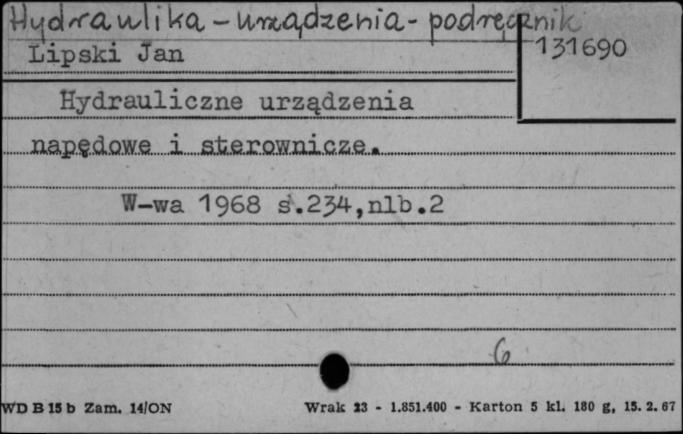 Hydraulika - urządzenia - podręcznik
131690
Lipski Jan
Hydrauliczne urządzenia
napędowe i sterownicze.
W-wa 1968 s.234,nlb.2
6
WD B 15 b Zam. 14/ON
Wrak 23 - 1.851.400 - Karton 5 kl. 180 g, 15. 2. 67